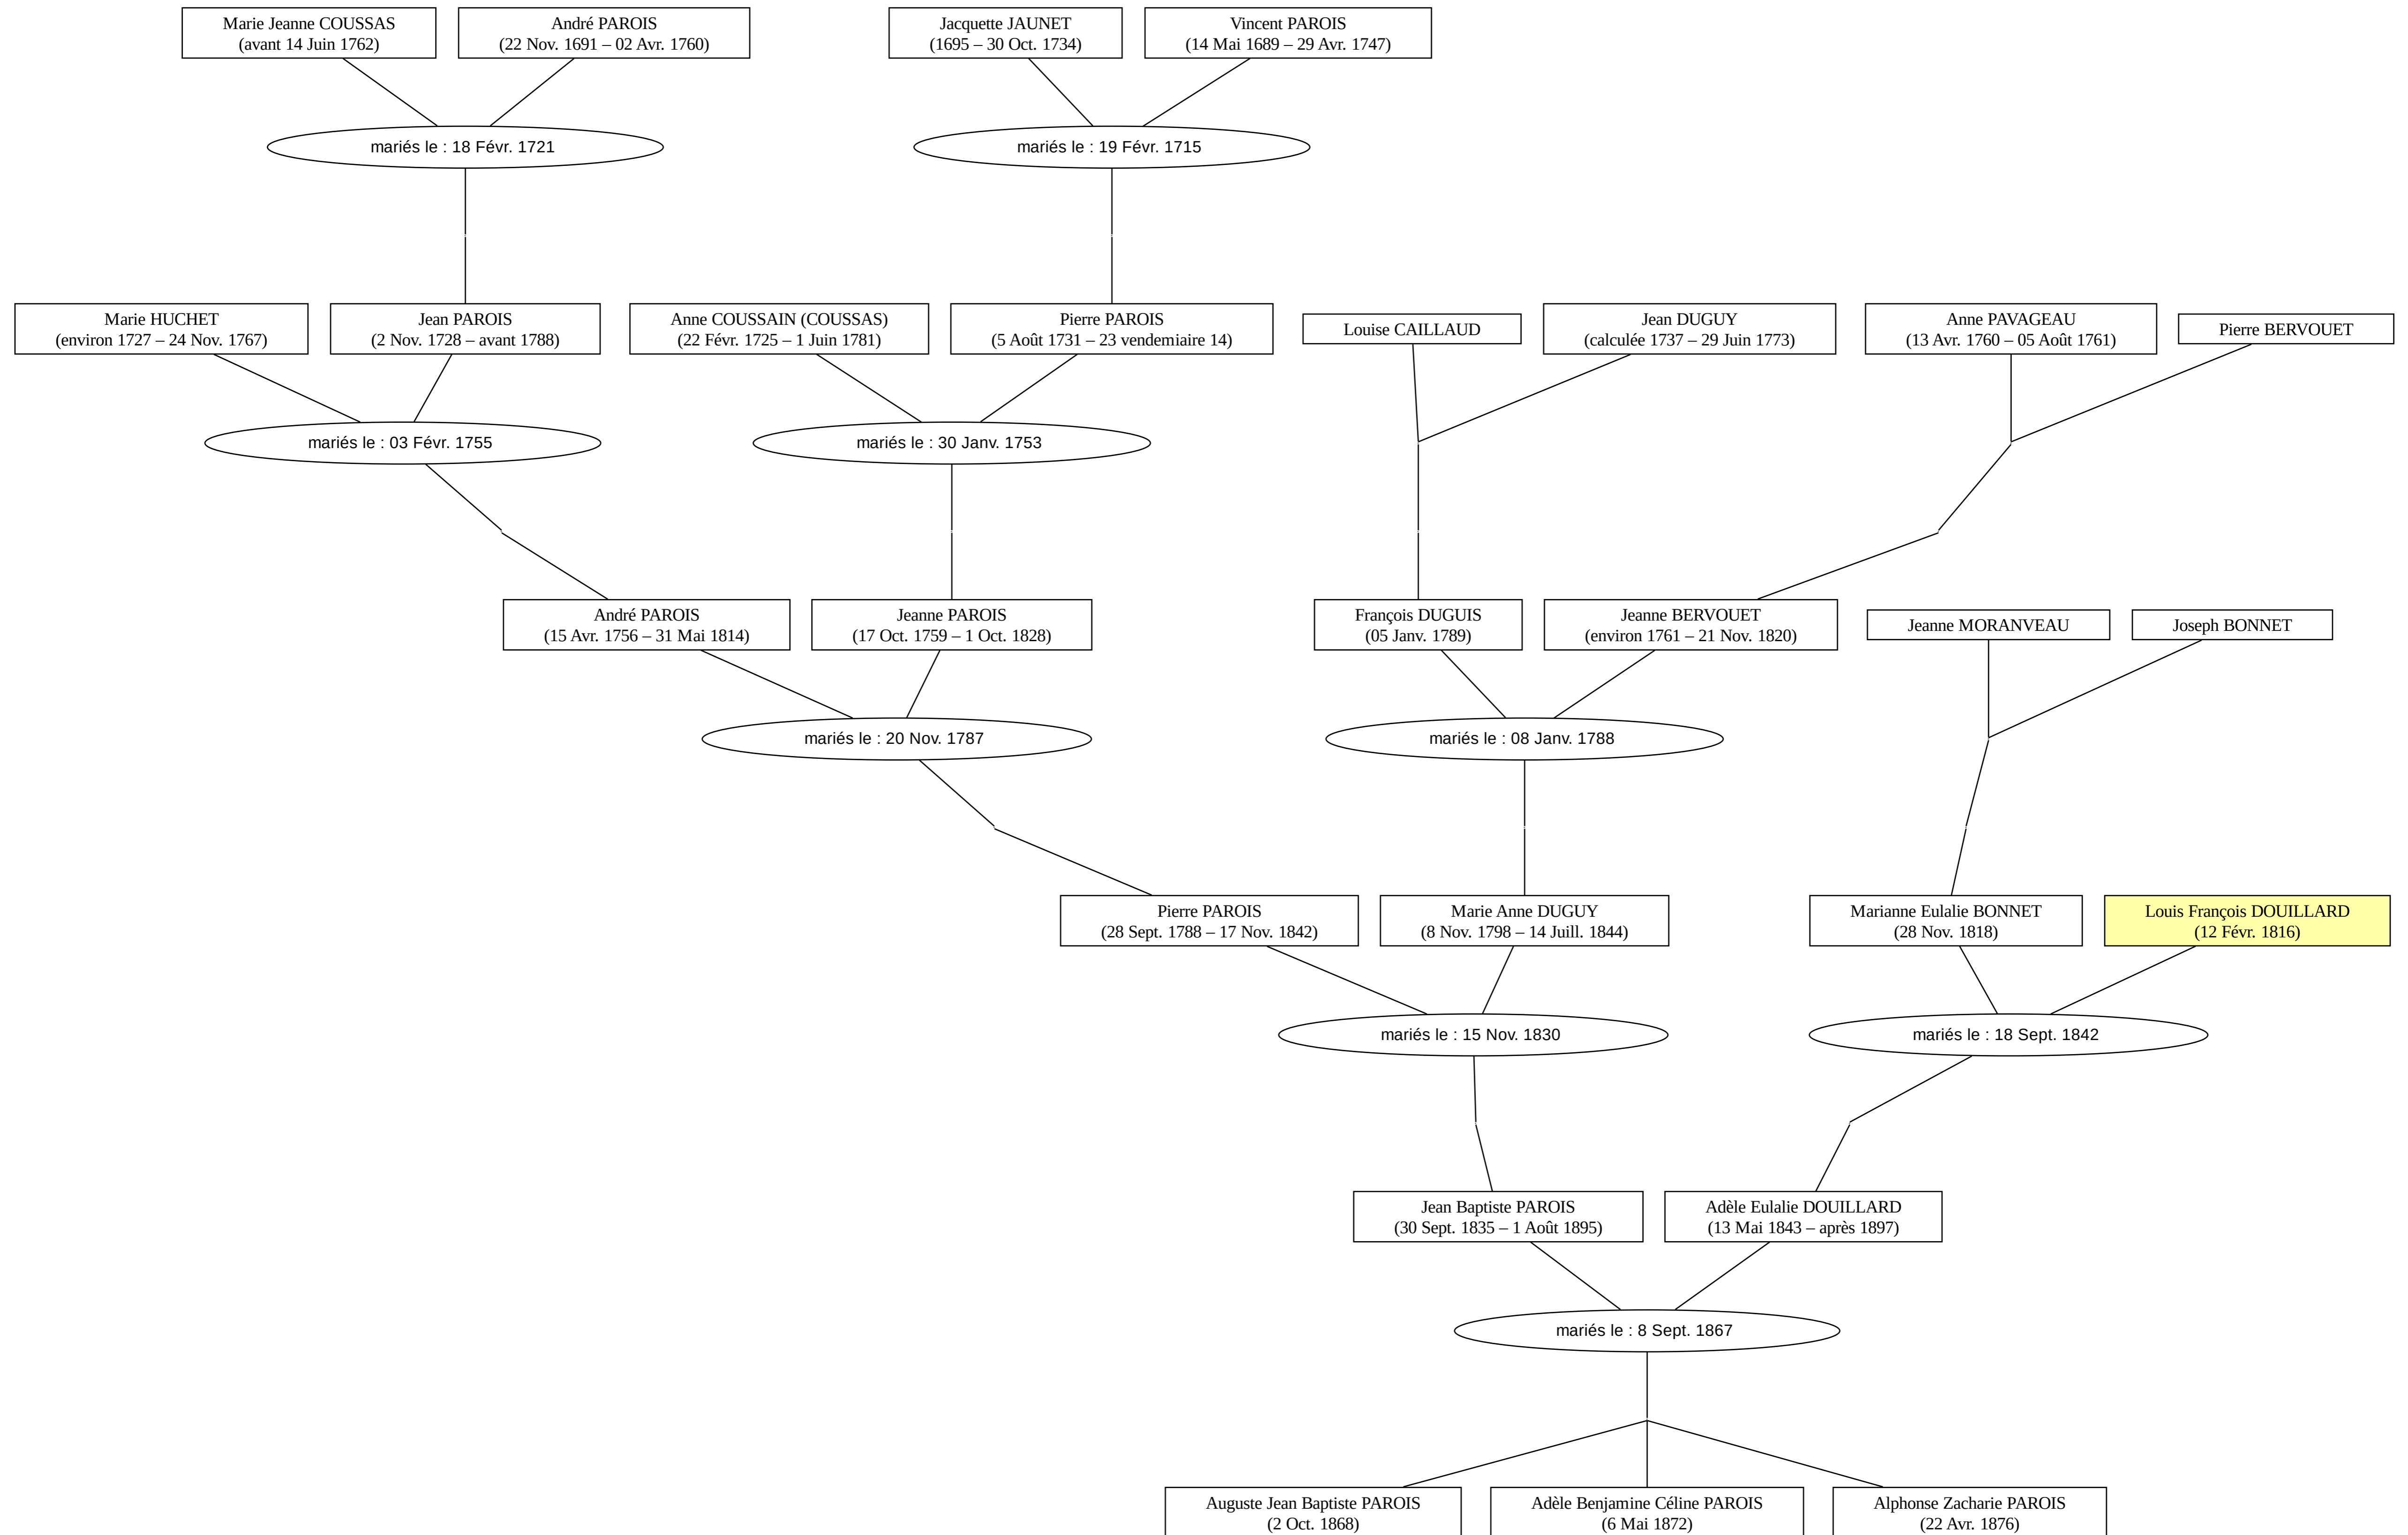 Marie Jeanne COUSSAS
(avant 14 Juin 1762)
André PAROIS
(22 Nov. 1691 – 02 Avr. 1760)
Jacquette JAUNET
(1695 – 30 Oct. 1734)
Vincent PAROIS
(14 Mai 1689 – 29 Avr. 1747)
mariés le : 18 Févr. 1721
mariés le : 19 Févr. 1715
Marie HUCHET
(environ 1727 – 24 Nov. 1767)
Jean PAROIS
(2 Nov. 1728 – avant 1788)
Anne COUSSAIN (COUSSAS)
(22 Févr. 1725 – 1 Juin 1781)
Pierre PAROIS
(5 Août 1731 – 23 vendemiaire 14)
Louise CAILLAUD
Jean DUGUY
(calculée 1737 – 29 Juin 1773)
Anne PAVAGEAU
(13 Avr. 1760 – 05 Août 1761)
Pierre BERVOUET
mariés le : 03 Févr. 1755
mariés le : 30 Janv. 1753
André PAROIS
(15 Avr. 1756 – 31 Mai 1814)
Jeanne PAROIS
(17 Oct. 1759 – 1 Oct. 1828)
François DUGUIS
(05 Janv. 1789)
Jeanne BERVOUET
(environ 1761 – 21 Nov. 1820)
Jeanne MORANVEAU
Joseph BONNET
mariés le : 20 Nov. 1787
mariés le : 08 Janv. 1788
Pierre PAROIS
(28 Sept. 1788 – 17 Nov. 1842)
Marie Anne DUGUY
(8 Nov. 1798 – 14 Juill. 1844)
Marianne Eulalie BONNET
(28 Nov. 1818)
Louis François DOUILLARD
(12 Févr. 1816)
mariés le : 15 Nov. 1830
mariés le : 18 Sept. 1842
Jean Baptiste PAROIS
(30 Sept. 1835 – 1 Août 1895)
Adèle Eulalie DOUILLARD
(13 Mai 1843 – après 1897)
mariés le : 8 Sept. 1867
Auguste Jean Baptiste PAROIS
(2 Oct. 1868)
Adèle Benjamine Céline PAROIS
(6 Mai 1872)
Alphonse Zacharie PAROIS
(22 Avr. 1876)